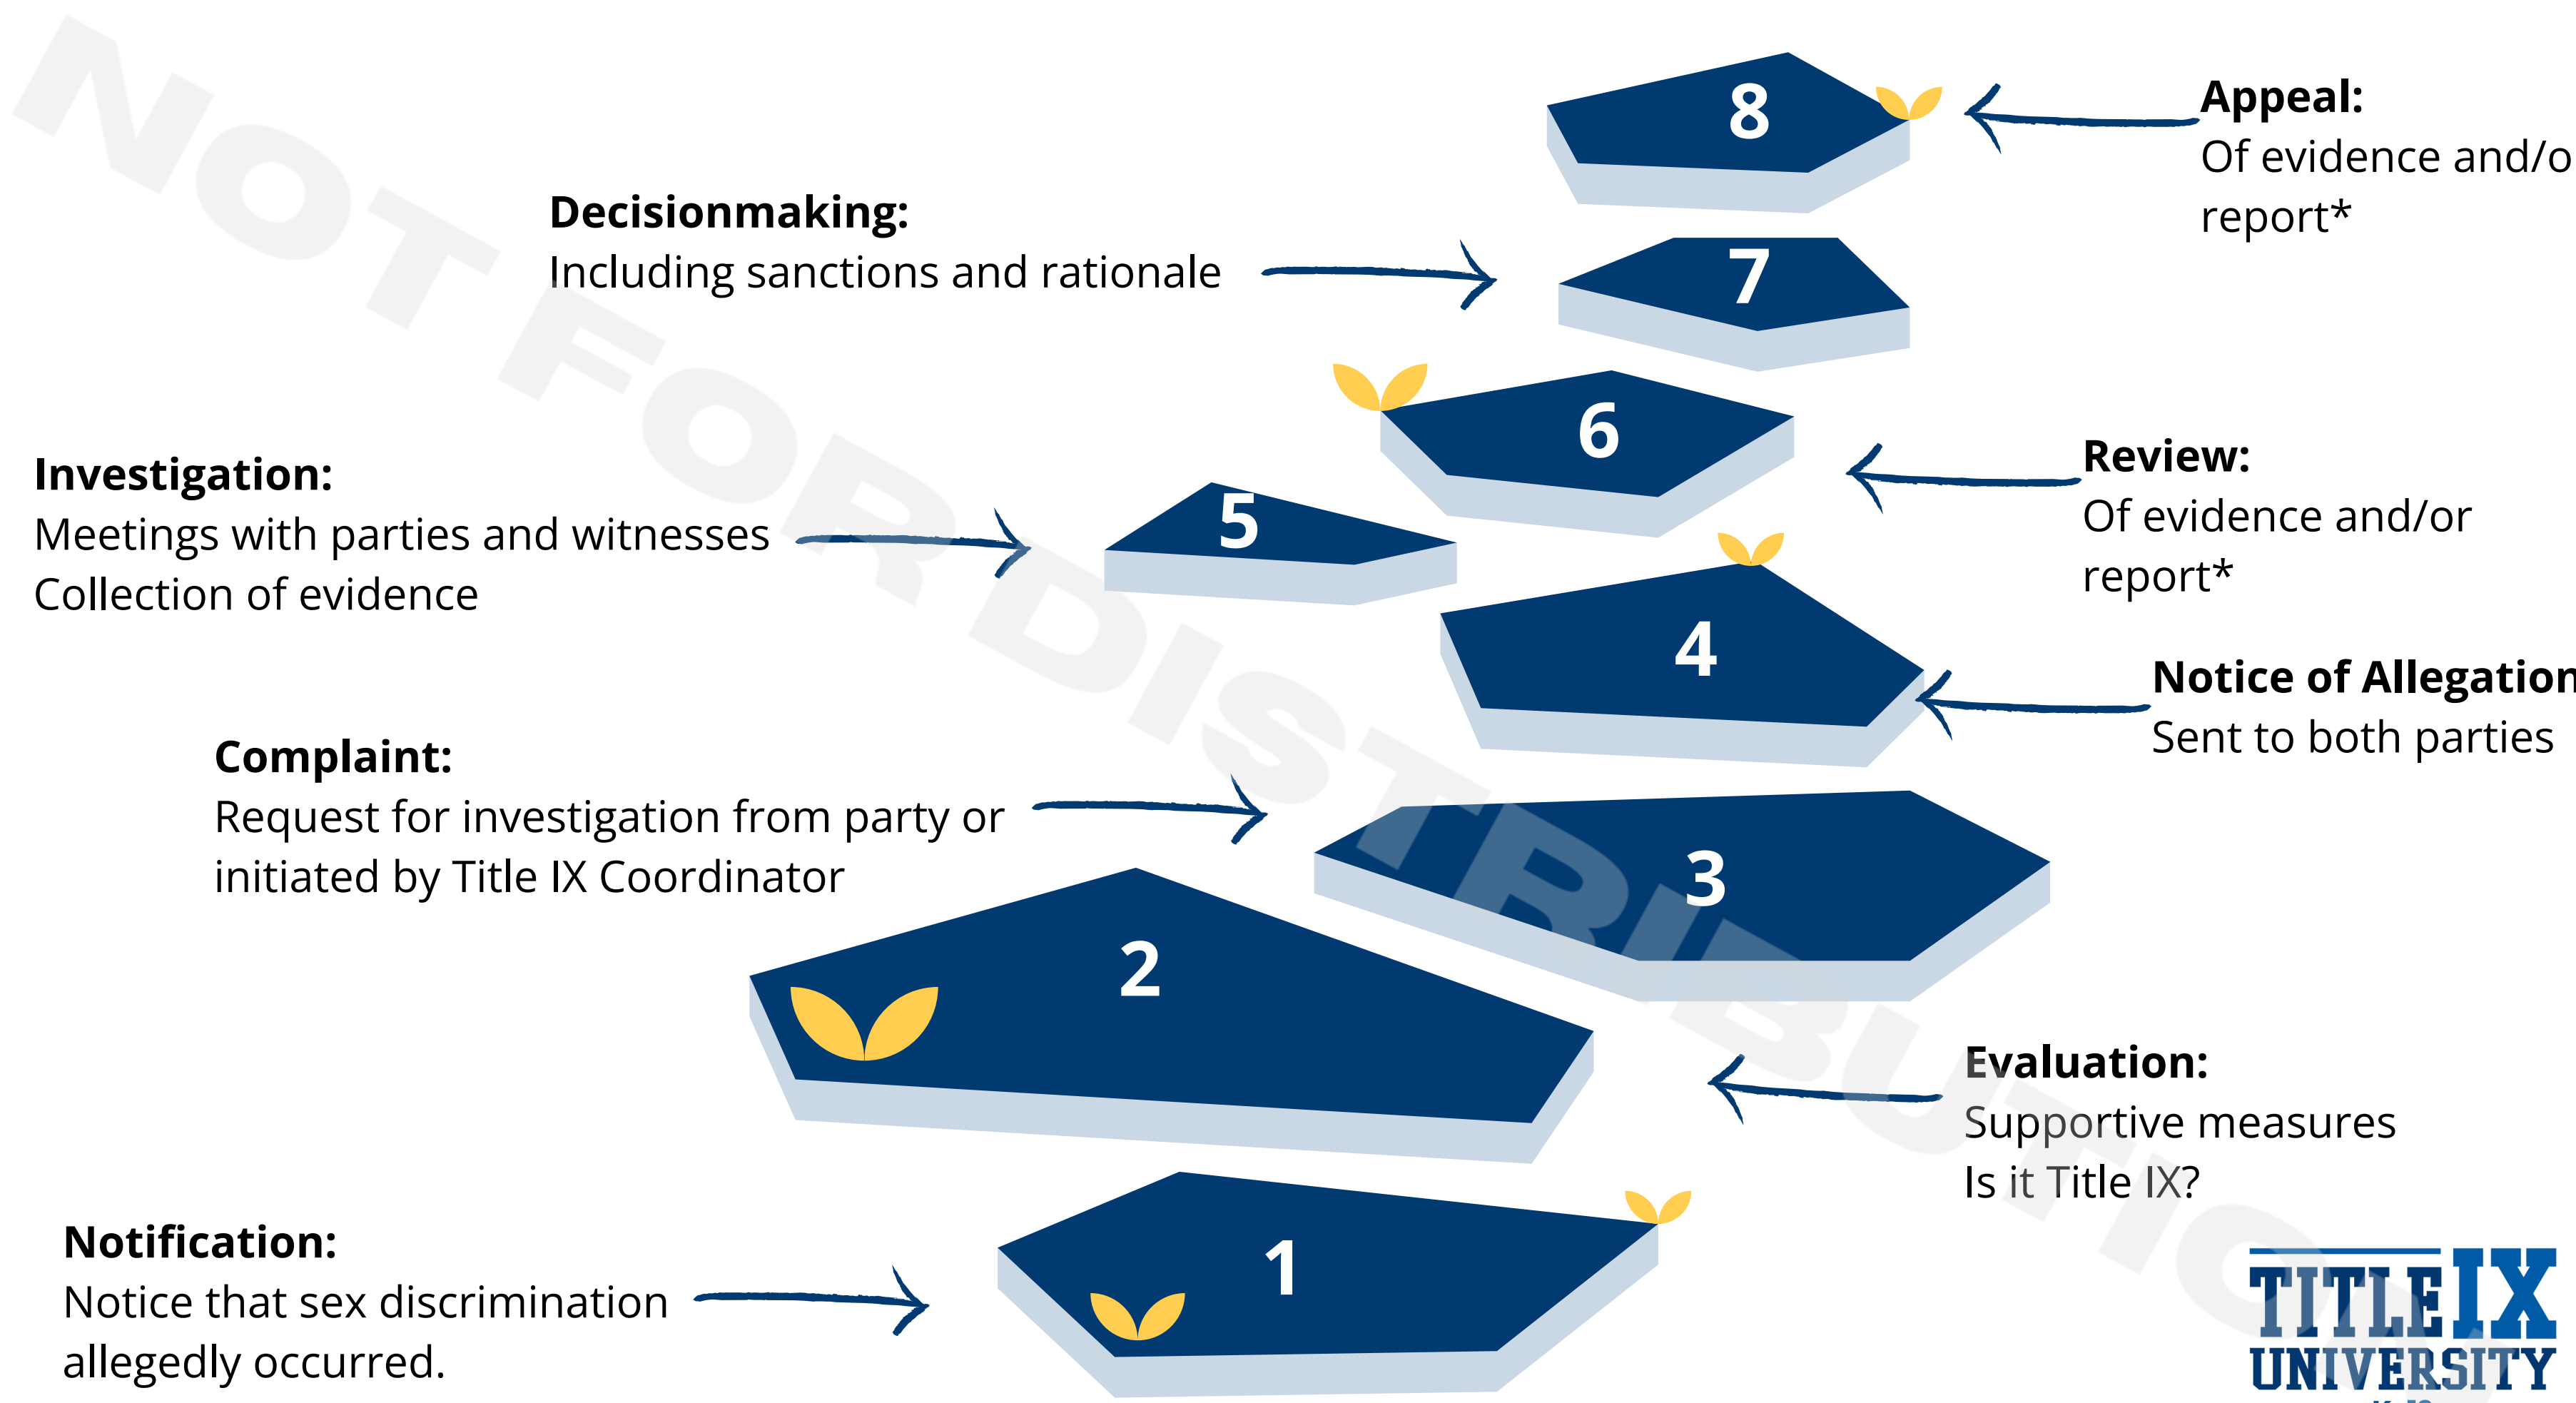 8
Appeal:
Of evidence and/o
report*
Decisionmaking:
Including sanctions and rationale
7
6
Investigation:
Meetings with parties and witnesses
Collection of evidence
5
Review:
Of evidence and/or
report*
4
Notice of Allegation
Sent to both parties
Complaint:
Request for investigation from party or
initiated by Title IX Coordinator
3
2
Evaluation:
Supportive measures
Is it Title IX?
Notification:
Notice that sex discrimination
allegedly occurred.
1
TITLE IX
UNIVERSITY
NOT FOR DISTRIBUTION